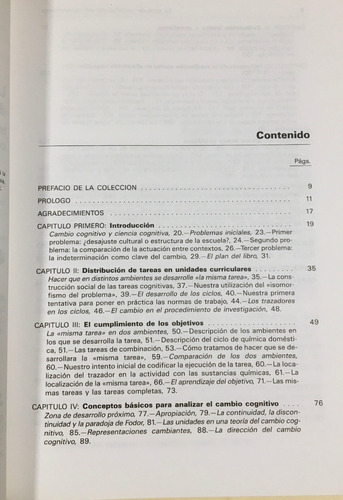 Contenido
Págs.
PREFACIO DE LA COLECCION 9
PROLOGO 11
AGRADECIMIENTOS 17
CAPITULO PRIMERO: Introducción 19
Cambio cognitivo y ciencia cognitiva, 20.—Problemas iniciales, 23.—Primer
problema: ¿desajuste cultural o estructura de la escuela?, 24.—Segundo pro-
blema: la comparación de la actuación entre contextos, 26.—Tercer problema:
la indeterminación como clave del cambio, 29.—El plan del libro, 31.
CAPITULO II: Distribución de tareas en unidades curriculares 35
Hacer que en distintos ambientes se desarrolle «la misma tarea», 35.—La cons-
trucción social de las tareas cognitivas, 37.—Nuestra utilización del «isomor-
fismo del problema», 39.—El desarrollo de los ciclos, 40.—Nuestra primera
tentativa para poner en práctica las normas de trabajo, 44.—Los trazadores
en los ciclos, 46.—El cambio en el procedimiento de investigación, 48.
CAPITULO III: El cumplimiento de los objetivos 49
La «misma tarea» en dos ambientes, 50.—Descripción de los ambientes en
los que se desarrolla la tarea, 51.—Descripción del ciclo de química domésti-
ca, 51.—Las tareas de combinación, 53.—Cómo tratamos de hacer que se de-
sarrollara la «misma tarea», 59.—Comparación de los dos ambientes,
60.—Nuestro intento inicial de codificar la ejecución de la tarea, 60.—La loca-
lización del trazador en la actividad con las sustancias químicas, 61.—La
localización de la «misma tarea», 66.—El aprendizaje del objetivo, 71.—Las mis-
mas tareas y las tareas completas, 73.
CAPITULO IV: Conceptos básicos para analizar el cambio cognitivo 76
Zona de desarrollo próximo, 77.—Apropiación, 79.—La continuidad, la discon-
tinuidad y la paradoja de Fodor, 81.—Las unidades en una teoría del cambio cog-
nitivo, 85.—Representaciones cambiantes, 88.—La dirección del cambio
cognitivo, 89.